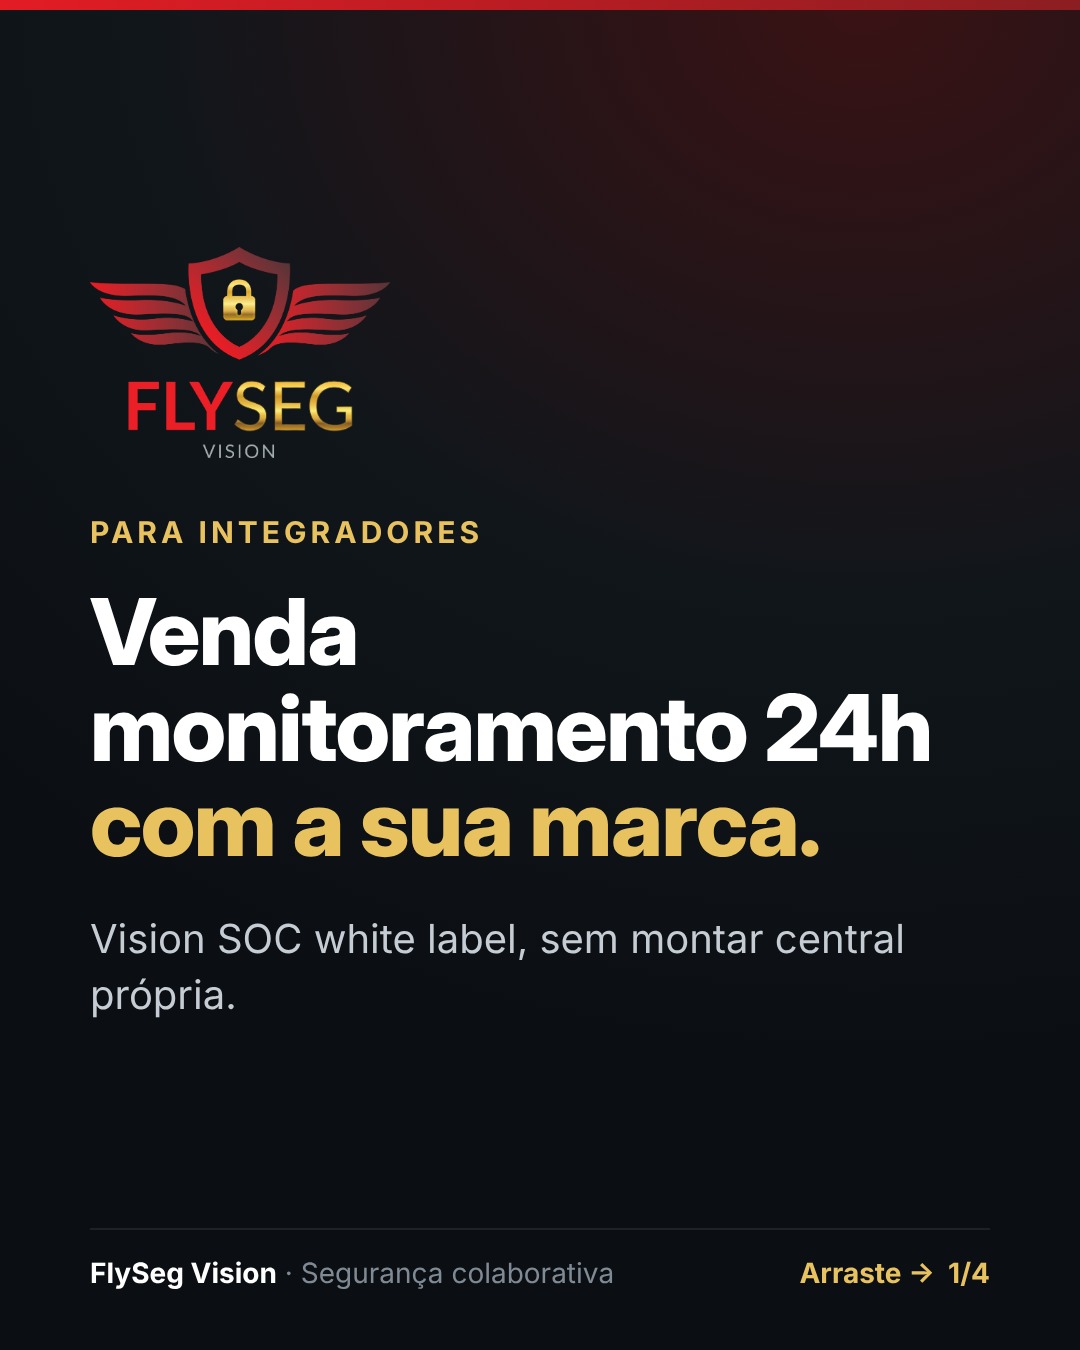 FLYSEG
VISION
PARA INTEGRADORES
Venda
monitoramento 24h
com a sua marca.
Vision SOC white label, sem montar central
própria.
FlySeg Vision · Segurança colaborativa
Arraste → 1/4